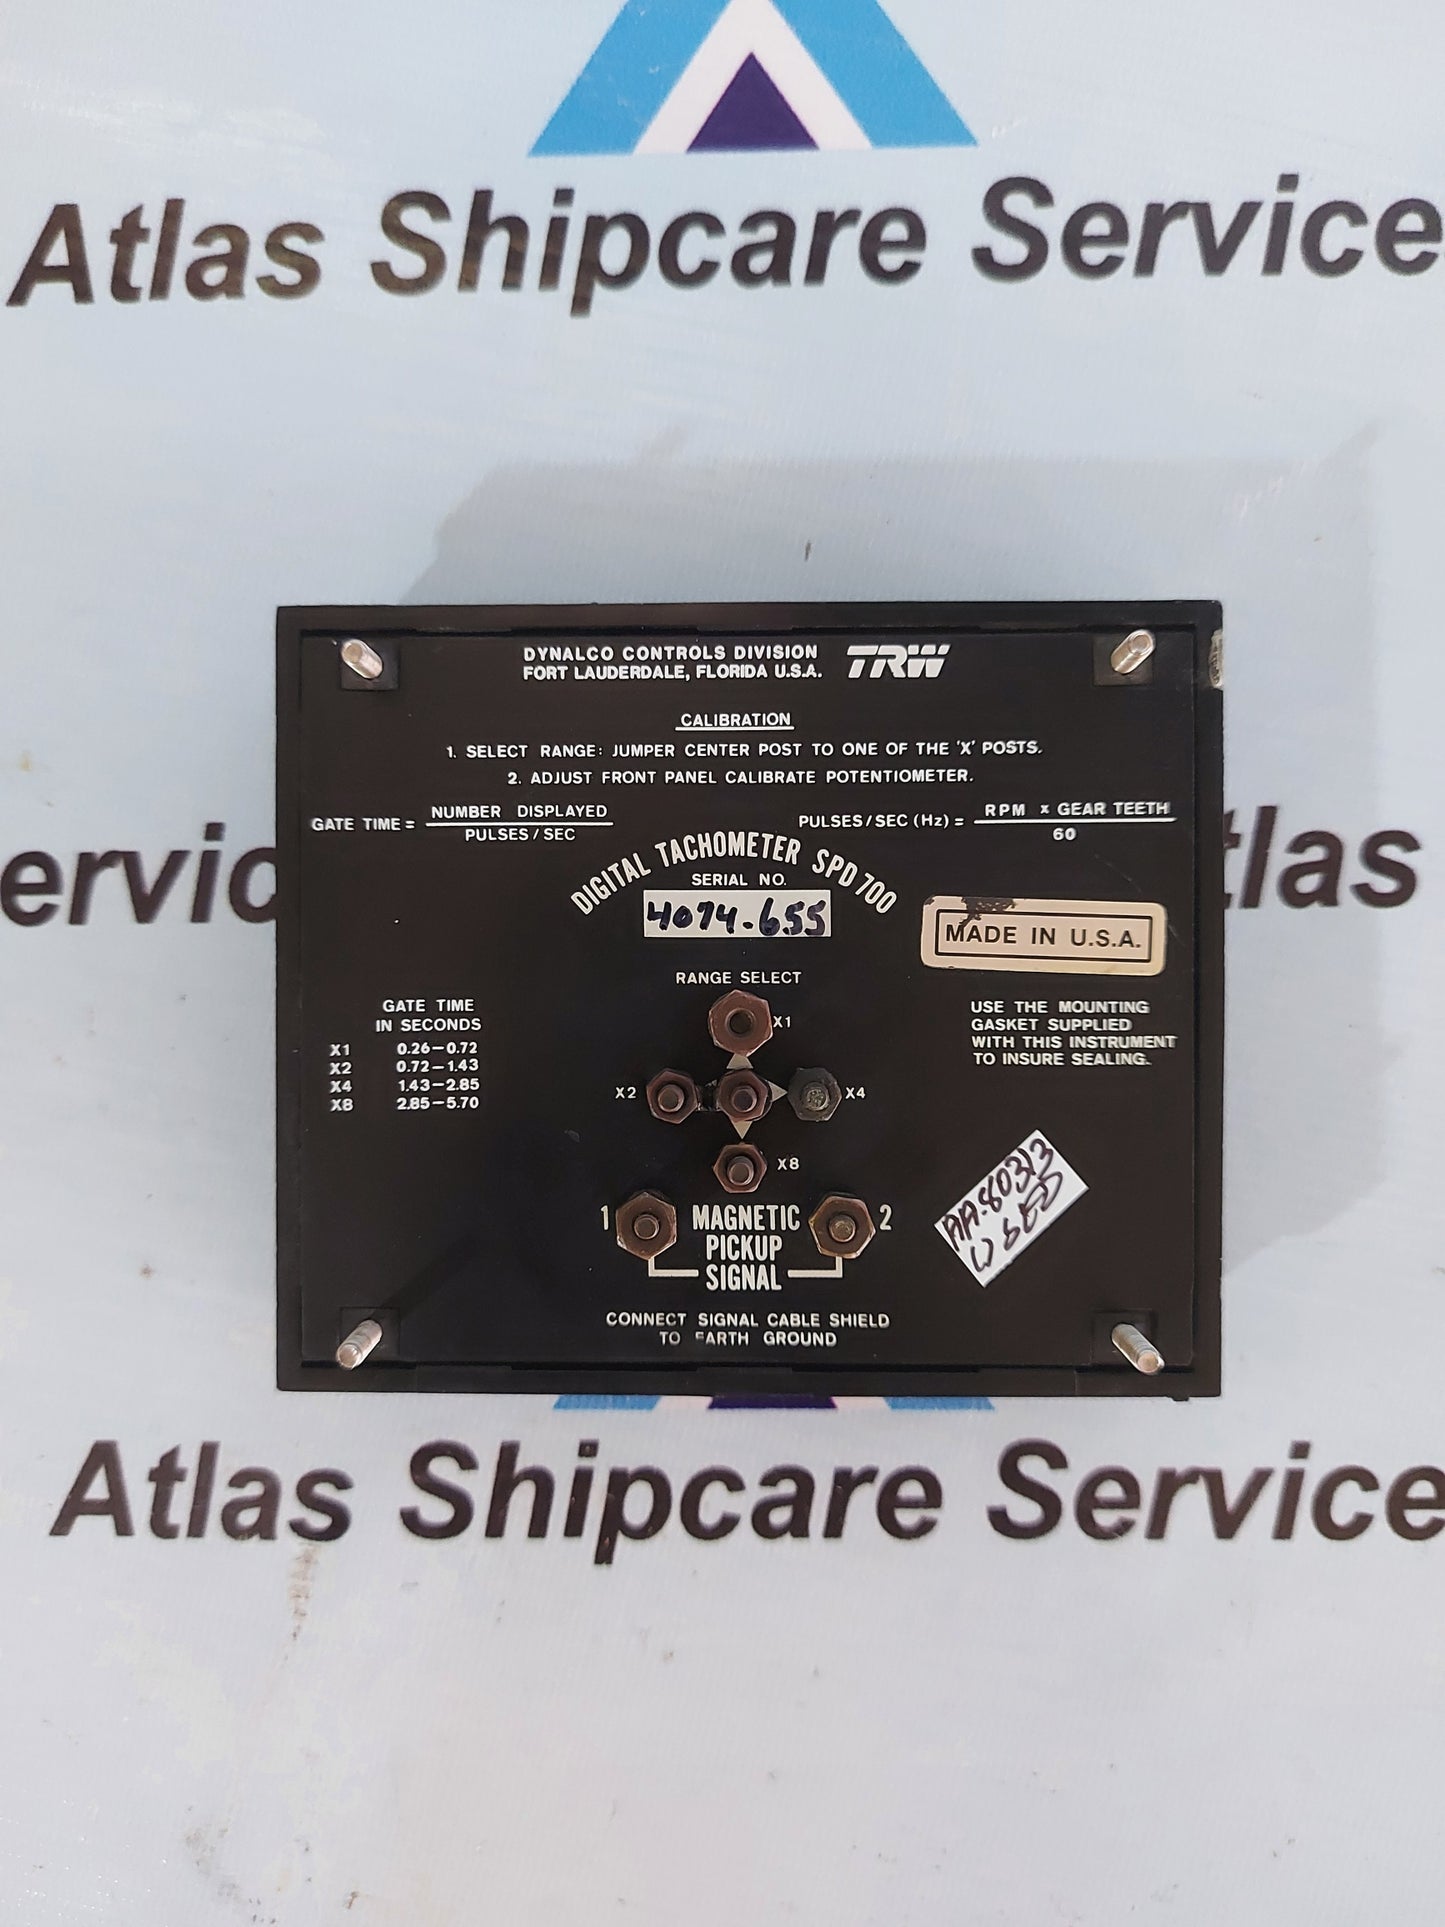 Atlas Shipcare Service
DYNALCO CONTROLS DIVISION
FORT LAUDERDALE, FLORIDA U.S.A.
TRW
CALIBRATION
1. SELECT RANGE: JUMPER CENTER POST TO ONE OF THE 'X' POSTS.
2. ADJUST FRONT PANEL CALIBRATE POTENTIOMETER.
GATE TIME = NUMBER DISPLAYED
PULSES / SEC
PULSES / SEC (Hz) = RPM x GEAR TEETH
60
ervic
tlas
DIGITAL TACHOMETER SPD 700
SERIAL NO.
4074-655
MADE IN U.S.A.
RANGE SELECT
X1
X2
X4
X8
GATE TIME
IN SECONDS
X1 0.26-0.72
X2 0.72-1.43
X4 1.43-2.85
X8 2.85-5.70
USE THE MOUNTING
GASKET SUPPLIED
WITH THIS INSTRUMENT
TO INSURE SEALING.
1 MAGNETIC 2
PICKUP
SIGNAL
CONNECT SIGNAL CABLE SHIELD
TO EARTH GROUND
Atlas Shipcare Service